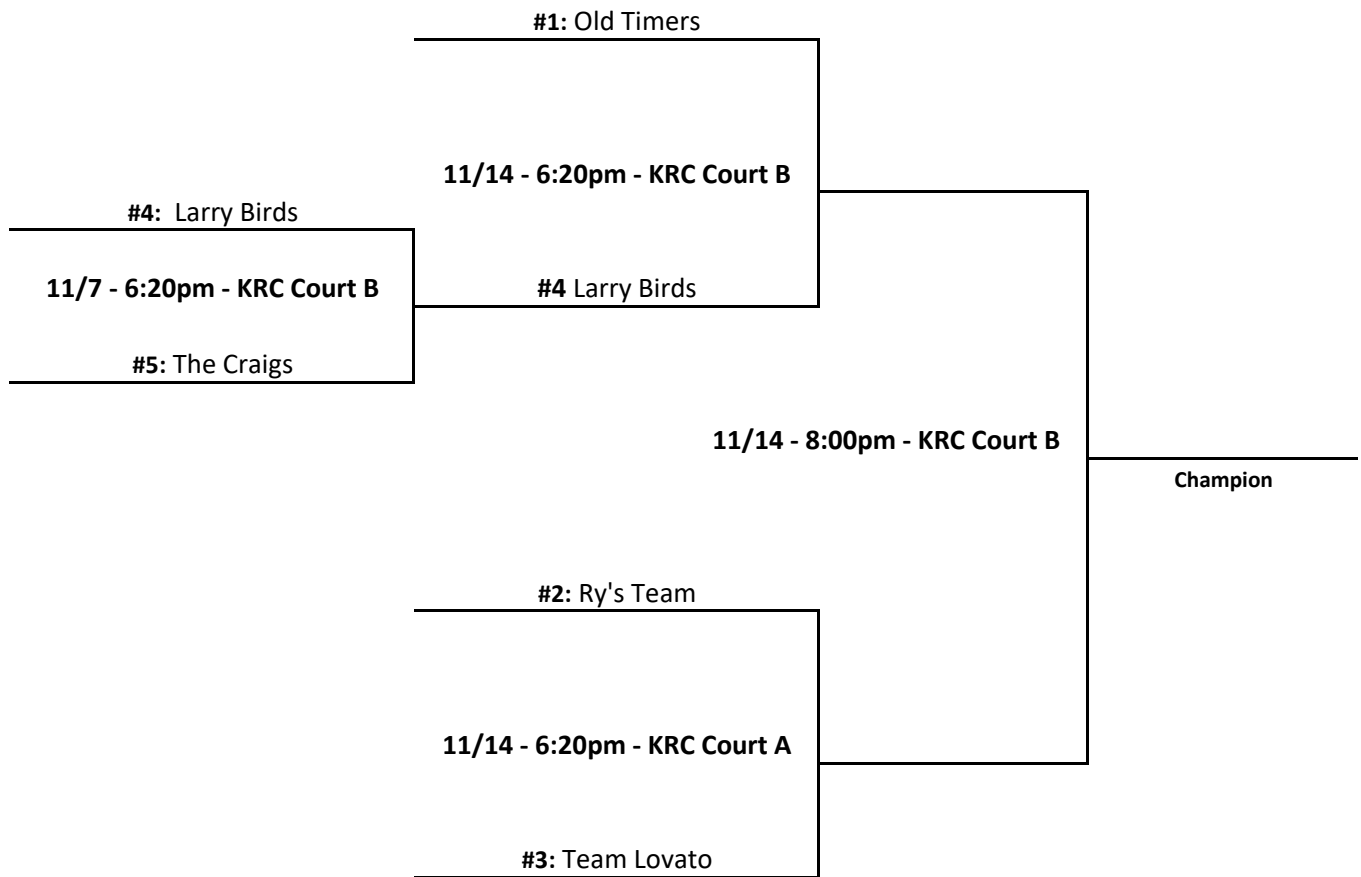 #1: Old Timers
11/14 - 6:20pm - KRC Court B
#4: Larry Birds
11/7 - 6:20pm - KRC Court B
#4 Larry Birds
#5: The Craigs
11/14 - 8:00pm - KRC Court B
Champion
#2: Ry's Team
11/14 - 6:20pm - KRC Court A
#3: Team Lovato